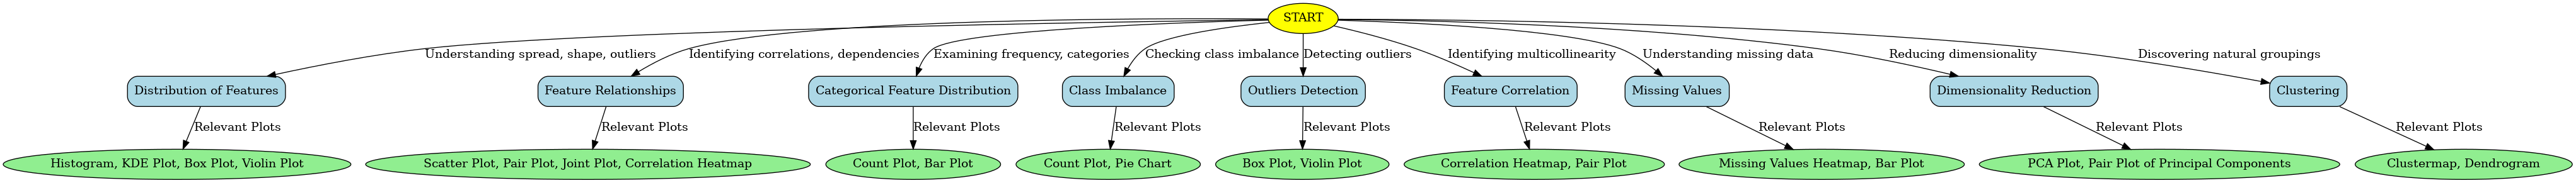 START
Understanding spread, shape, outliers
Identifying correlations, dependencies
Examining frequency, categories
Checking class imbalance
Detecting outliers
Identifying multicollinearity
Understanding missing data
Reducing dimensionality
Discovering natural groupings
Distribution of Features
Feature Relationships
Categorical Feature Distribution
Class Imbalance
Outliers Detection
Feature Correlation
Missing Values
Dimensionality Reduction
Clustering
Relevant Plots
Relevant Plots
Relevant Plots
Relevant Plots
Relevant Plots
Relevant Plots
Relevant Plots
Relevant Plots
Relevant Plots
Histogram, KDE Plot, Box Plot, Violin Plot
Scatter Plot, Pair Plot, Joint Plot, Correlation Heatmap
Count Plot, Bar Plot
Count Plot, Pie Chart
Box Plot, Violin Plot
Correlation Heatmap, Pair Plot
Missing Values Heatmap, Bar Plot
PCA Plot, Pair Plot of Principal Components
Clustermap, Dendrogram